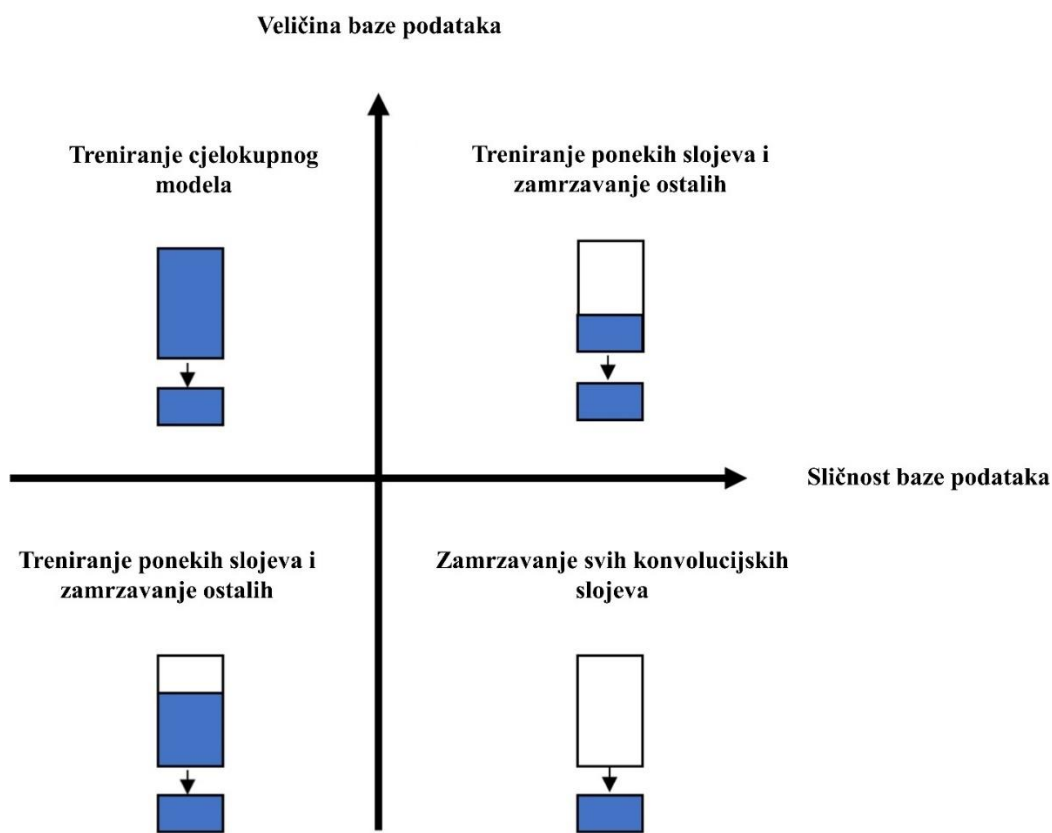 Veličina baze podataka
Treniranje cjelokupnog
modela
Treniranje ponekih slojeva i
zamrzavanje ostalih
Sličnost baze podataka
Treniranje ponekih slojeva i
zamrzavanje ostalih
Zamrzavanje svih konvolucijskih
slojeva